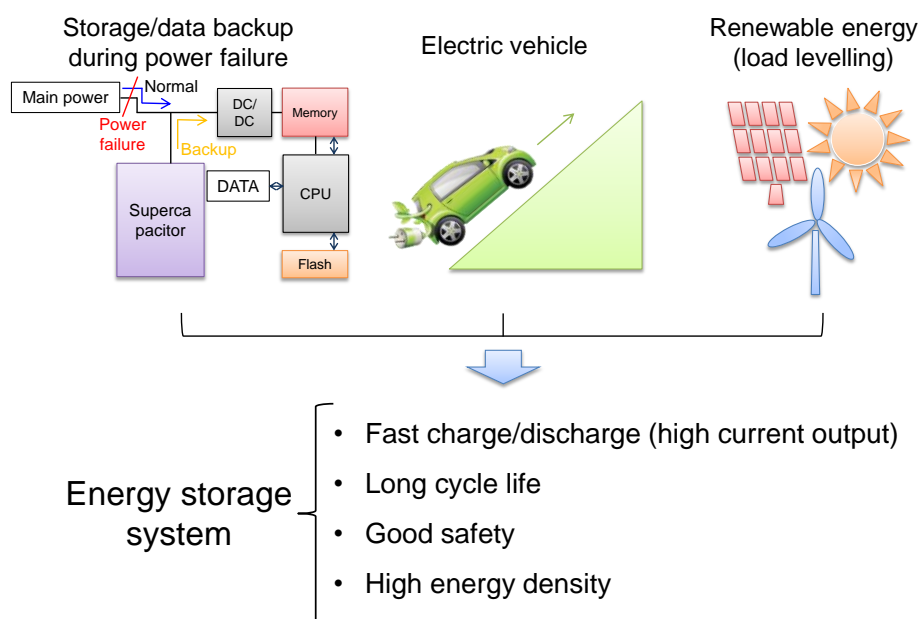 Storage/data backup
during power failure
Electric vehicle
Renewable energy
(load levelling)
Main power
Normal
Power
failure
Backup
DC/
DC
Memory
DATA
CPU
Superca
pacitor
Flash
Energy storage
system
• Fast charge/discharge (high current output)
• Long cycle life
• Good safety
• High energy density